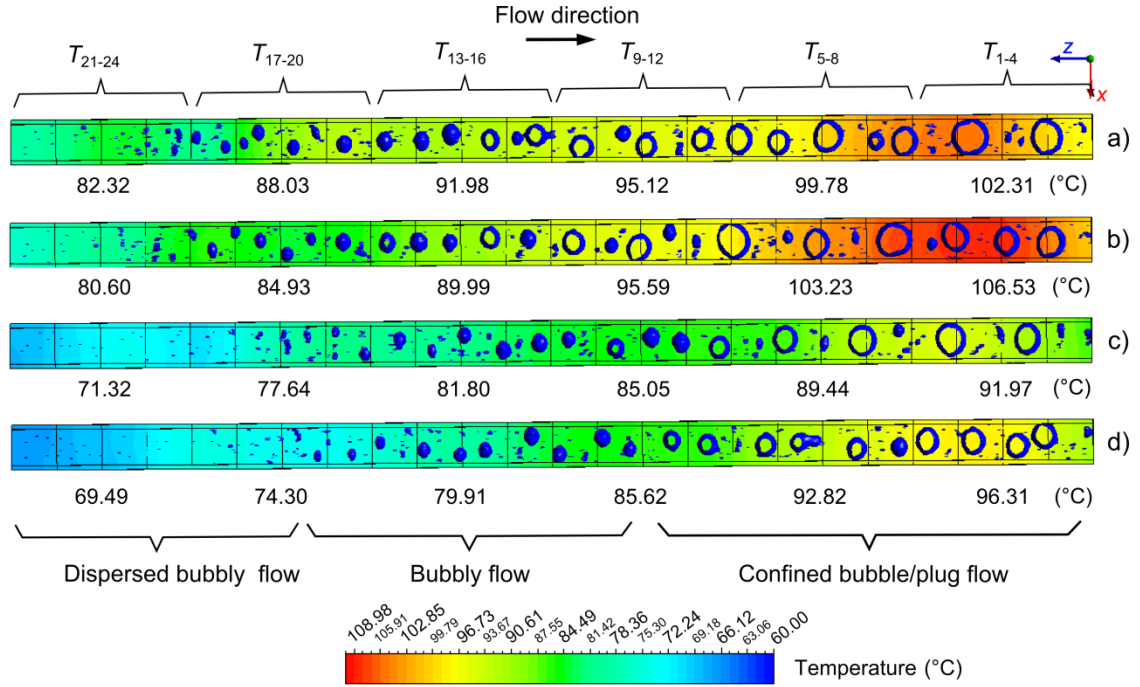 Flow direction
T21-24 T17-20 T13-16 T9-12 T5-8 T1-4 z
x
a)
82.32 88.03 91.98 95.12 99.78 102.31 (°C)
b)
80.60 84.93 89.99 95.59 103.23 106.53 (°C)
c)
71.32 77.64 81.80 85.05 89.44 91.97 (°C)
d)
69.49 74.30 79.91 85.62 92.82 96.31 (°C)
Dispersed bubbly flow Bubbly flow Confined bubble/plug flow
108.98 105.91 102.85 99.79 96.73 93.67 90.61 87.55 84.49 81.42 78.36 75.30 72.24 69.18 66.12 63.06 60.00
Temperature (°C)